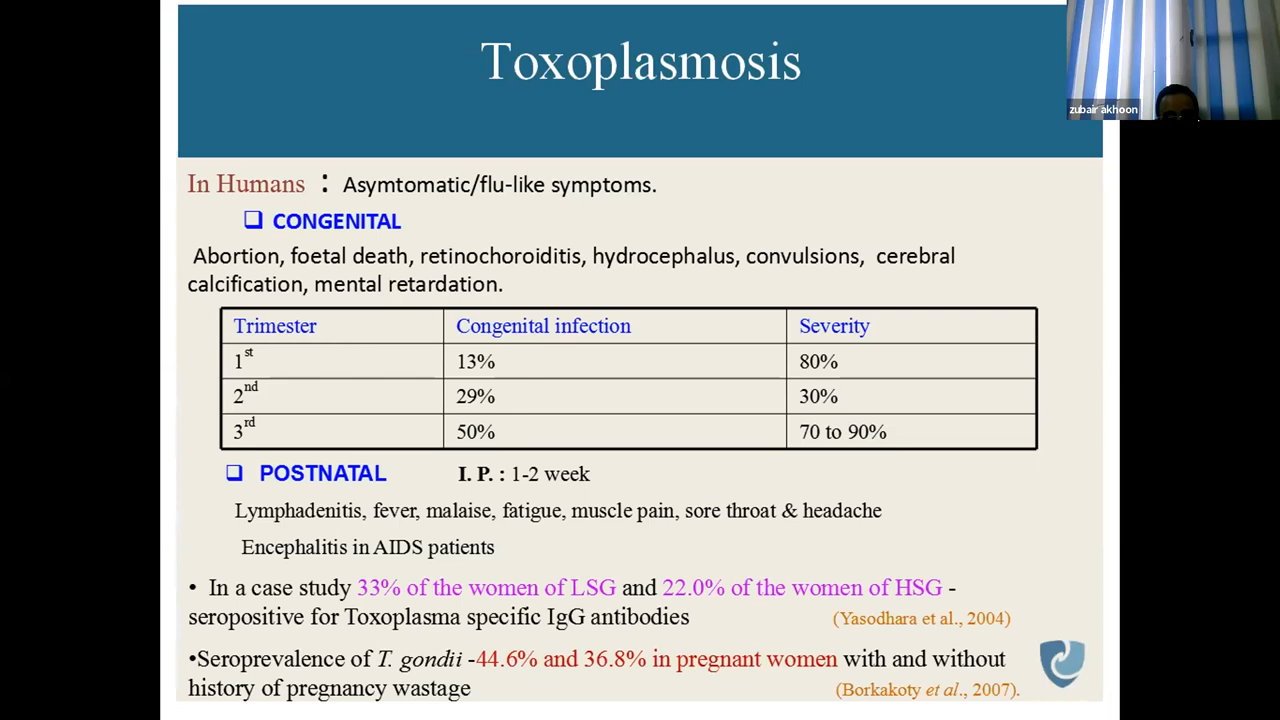 Toxoplasmosis
zubair akhoon
In Humans : Asymtomatic/flu-like symptoms.
❑ CONGENITAL
Abortion, foetal death, retinochoroiditis, hydrocephalus, convulsions, cerebral
calcification, mental retardation.
Trimester Congenital infection Severity
1st 13% 80%
2nd 29% 30%
3rd 50% 70 to 90%
❑ POSTNATAL I. P. : 1-2 week
Lymphadenitis, fever, malaise, fatigue, muscle pain, sore throat & headache
Encephalitis in AIDS patients
• In a case study 33% of the women of LSG and 22.0% of the women of HSG -
seropositive for Toxoplasma specific IgG antibodies (Yasodhara et al., 2004)
•Seroprevalence of T. gondii -44.6% and 36.8% in pregnant women with and without
history of pregnancy wastage (Borkakoty et al., 2007).